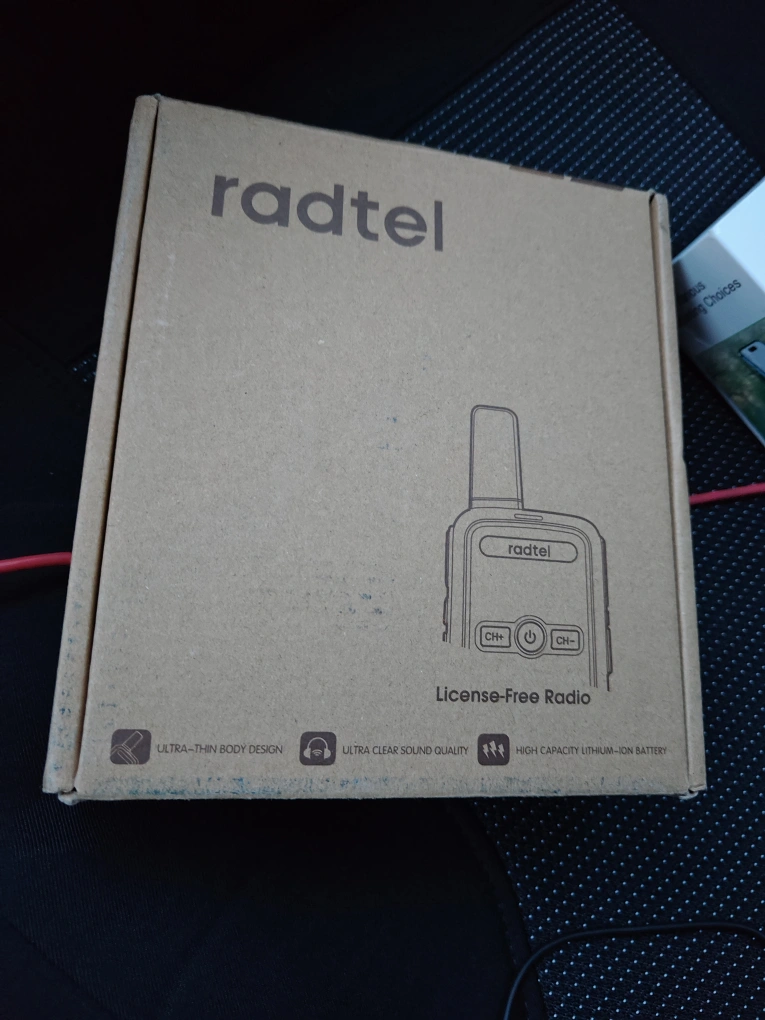 radtel
radtel
CH+ CH-
License-Free Radio
ULTRA-THIN BODY DESIGN
ULTRA CLEAR SOUND QUALITY
HIGH CAPACITY LITHIUM-ION BATTERY
Choices